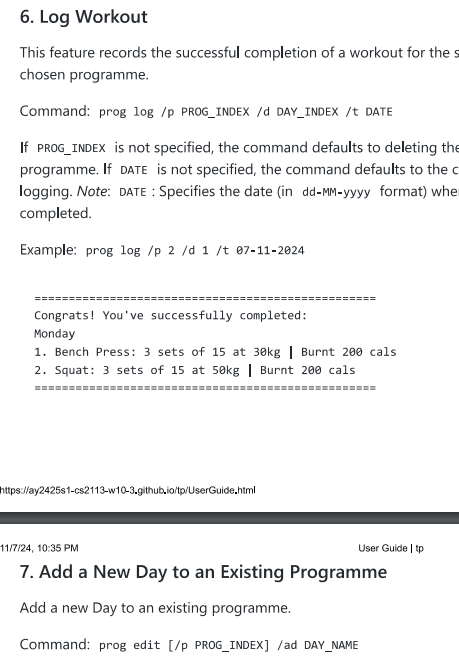 6. Log Workout
This feature records the successful completion of a workout for the s
chosen programme.
Command: prog log /p PROG_INDEX /d DAY_INDEX /t DATE
If PROG_INDEX is not specified, the command defaults to deleting the
programme. If DATE is not specified, the command defaults to the c
logging. Note: DATE : Specifies the date (in dd-MM-yyyy format) whe
completed.
Example: prog log /p 2 /d 1 /t 07-11-2024
==================================================
Congrats! You've successfully completed:
Monday
1. Bench Press: 3 sets of 15 at 30kg | Burnt 200 cals
2. Squat: 3 sets of 15 at 50kg | Burnt 200 cals
==================================================
https://ay2425s1-cs2113-w10-3.github.io/tp/UserGuide.html
11/7/24, 10:35 PM User Guide | tp
7. Add a New Day to an Existing Programme
Add a new Day to an existing programme.
Command: prog edit [/p PROG_INDEX] /ad DAY_NAME